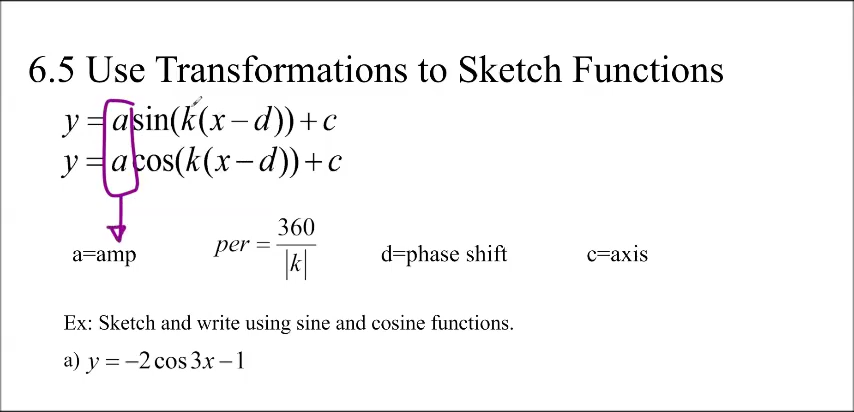 6.5 Use Transformations to Sketch Functions
y = a sin(k(x − d)) + c
y = a cos(k(x − d)) + c
a=amp per = 360/|k| d=phase shift c=axis
Ex: Sketch and write using sine and cosine functions.
a) y = −2 cos 3x − 1